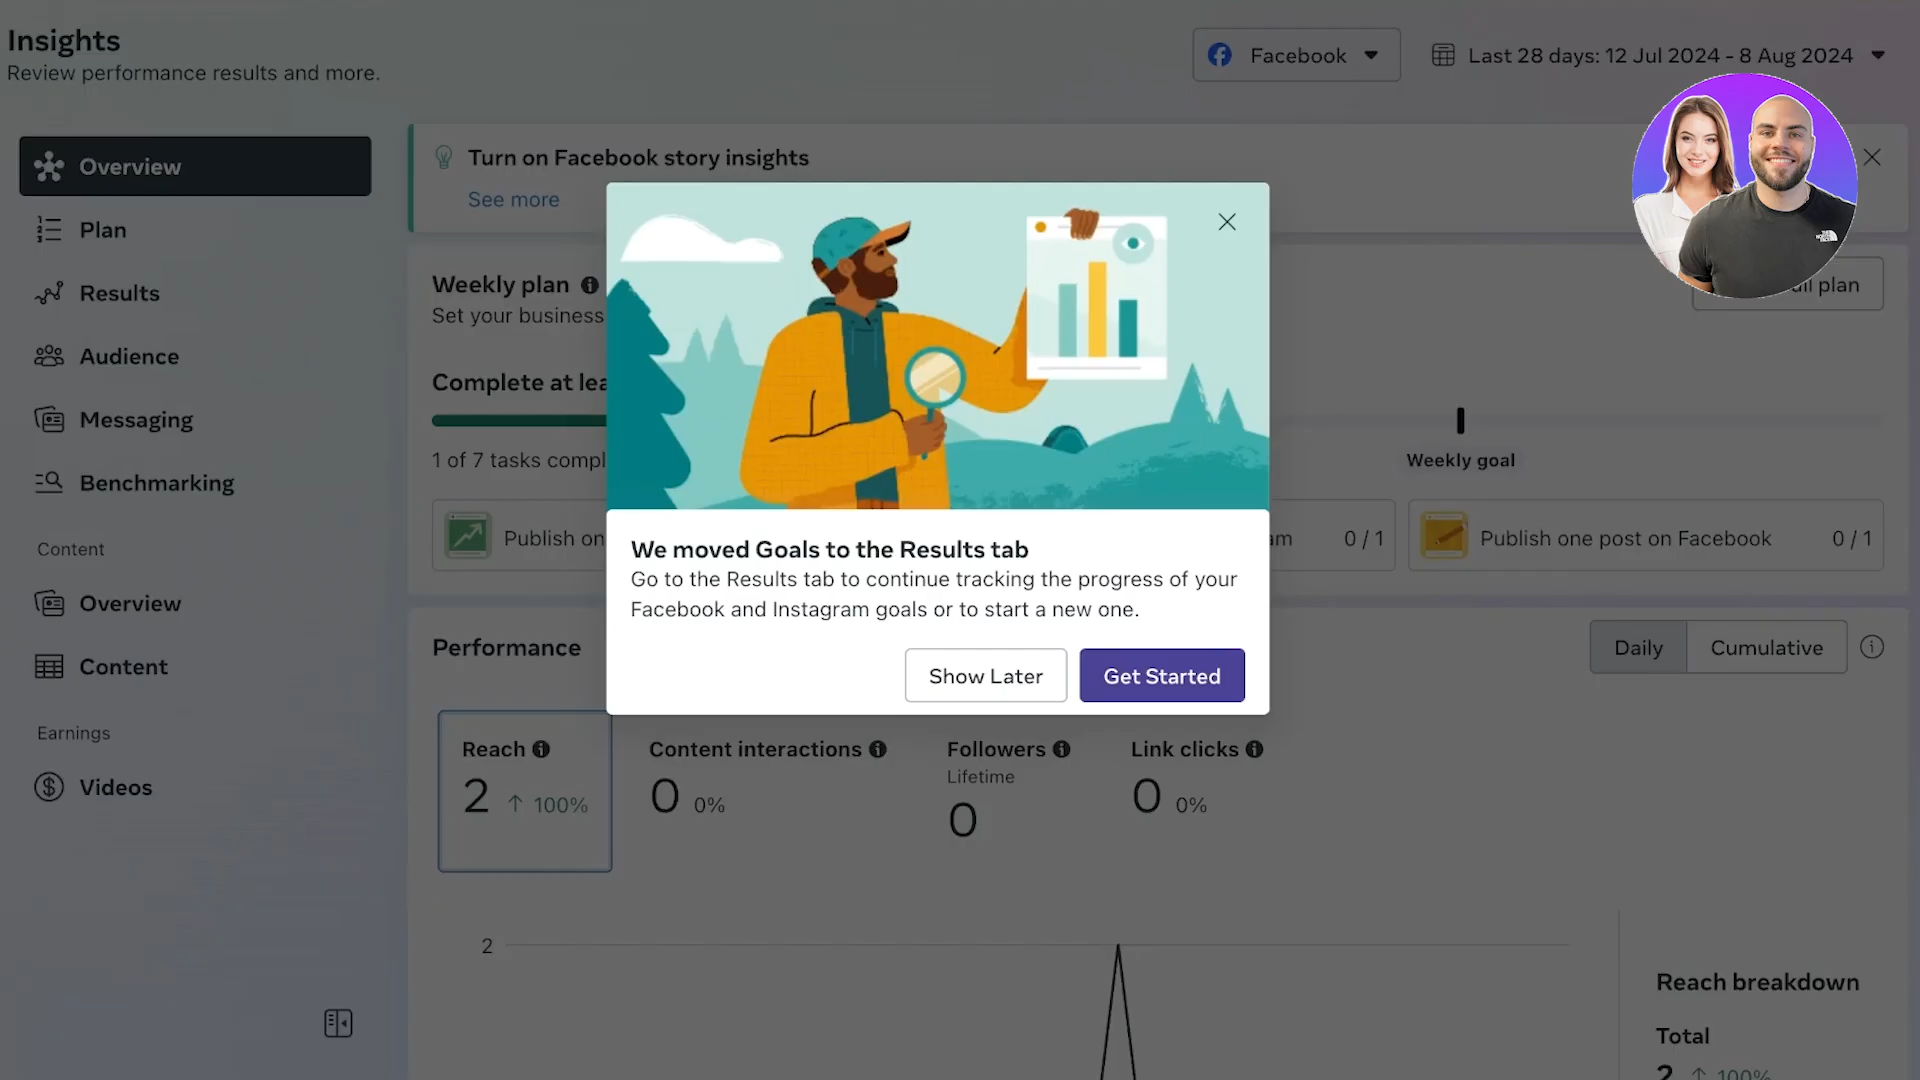 Insights
Review performance results and more.
Facebook
Last 28 days: 12 Jul 2024 - 8 Aug 2024
Overview
Plan
Results
Audience
Messaging
Benchmarking
Content
Overview
Content
Earnings
Videos
Turn on Facebook story insights
See more
Weekly plan
Set your business
plan
Complete at
1 of 7 tasks
Weekly goal
Publish
0 / 1
Publish one post on Facebook
0 / 1
We moved Goals to the Results tab
Go to the Results tab to continue tracking the progress of your
Facebook and Instagram goals or to start a new one.
Show Later
Get Started
Performance
Daily
Cumulative
Reach
2 ↑ 100%
Content interactions
0 0%
Followers
Lifetime
0
Link clicks
0 0%
2
Reach breakdown
Total
2 ↑ 100%